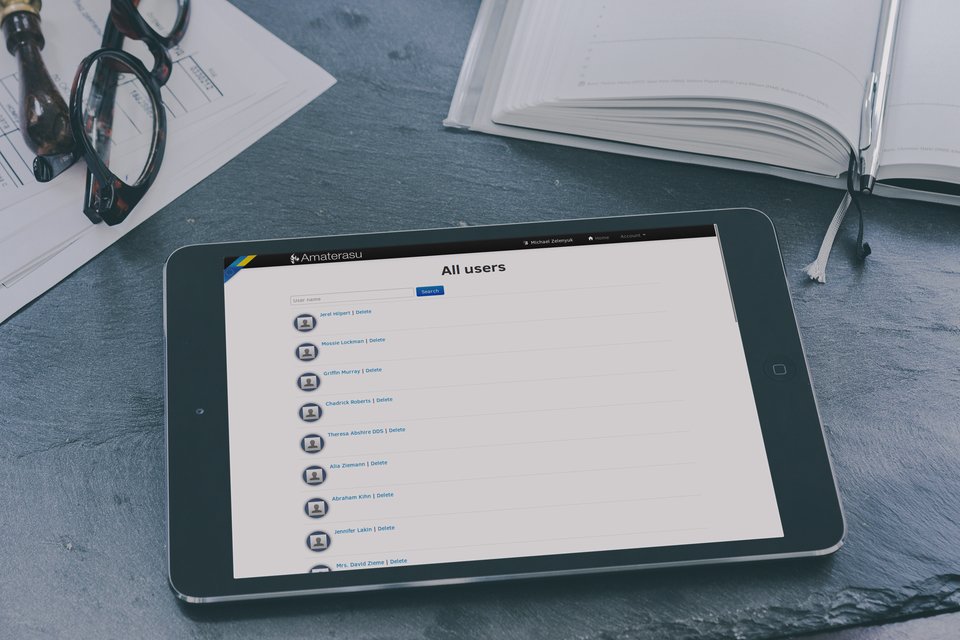 Amaterasu
Michael Zelenyuk
Home
Account
All users
User name
Search
Jerel Hilpert | Delete
Mossie Lockman | Delete
Griffin Murray | Delete
Chadrick Roberts | Delete
Theresa Abshire DDS | Delete
Alia Ziemann | Delete
Abraham Kihn | Delete
Jennifer Lakin | Delete
Mrs. David Zieme | Delete